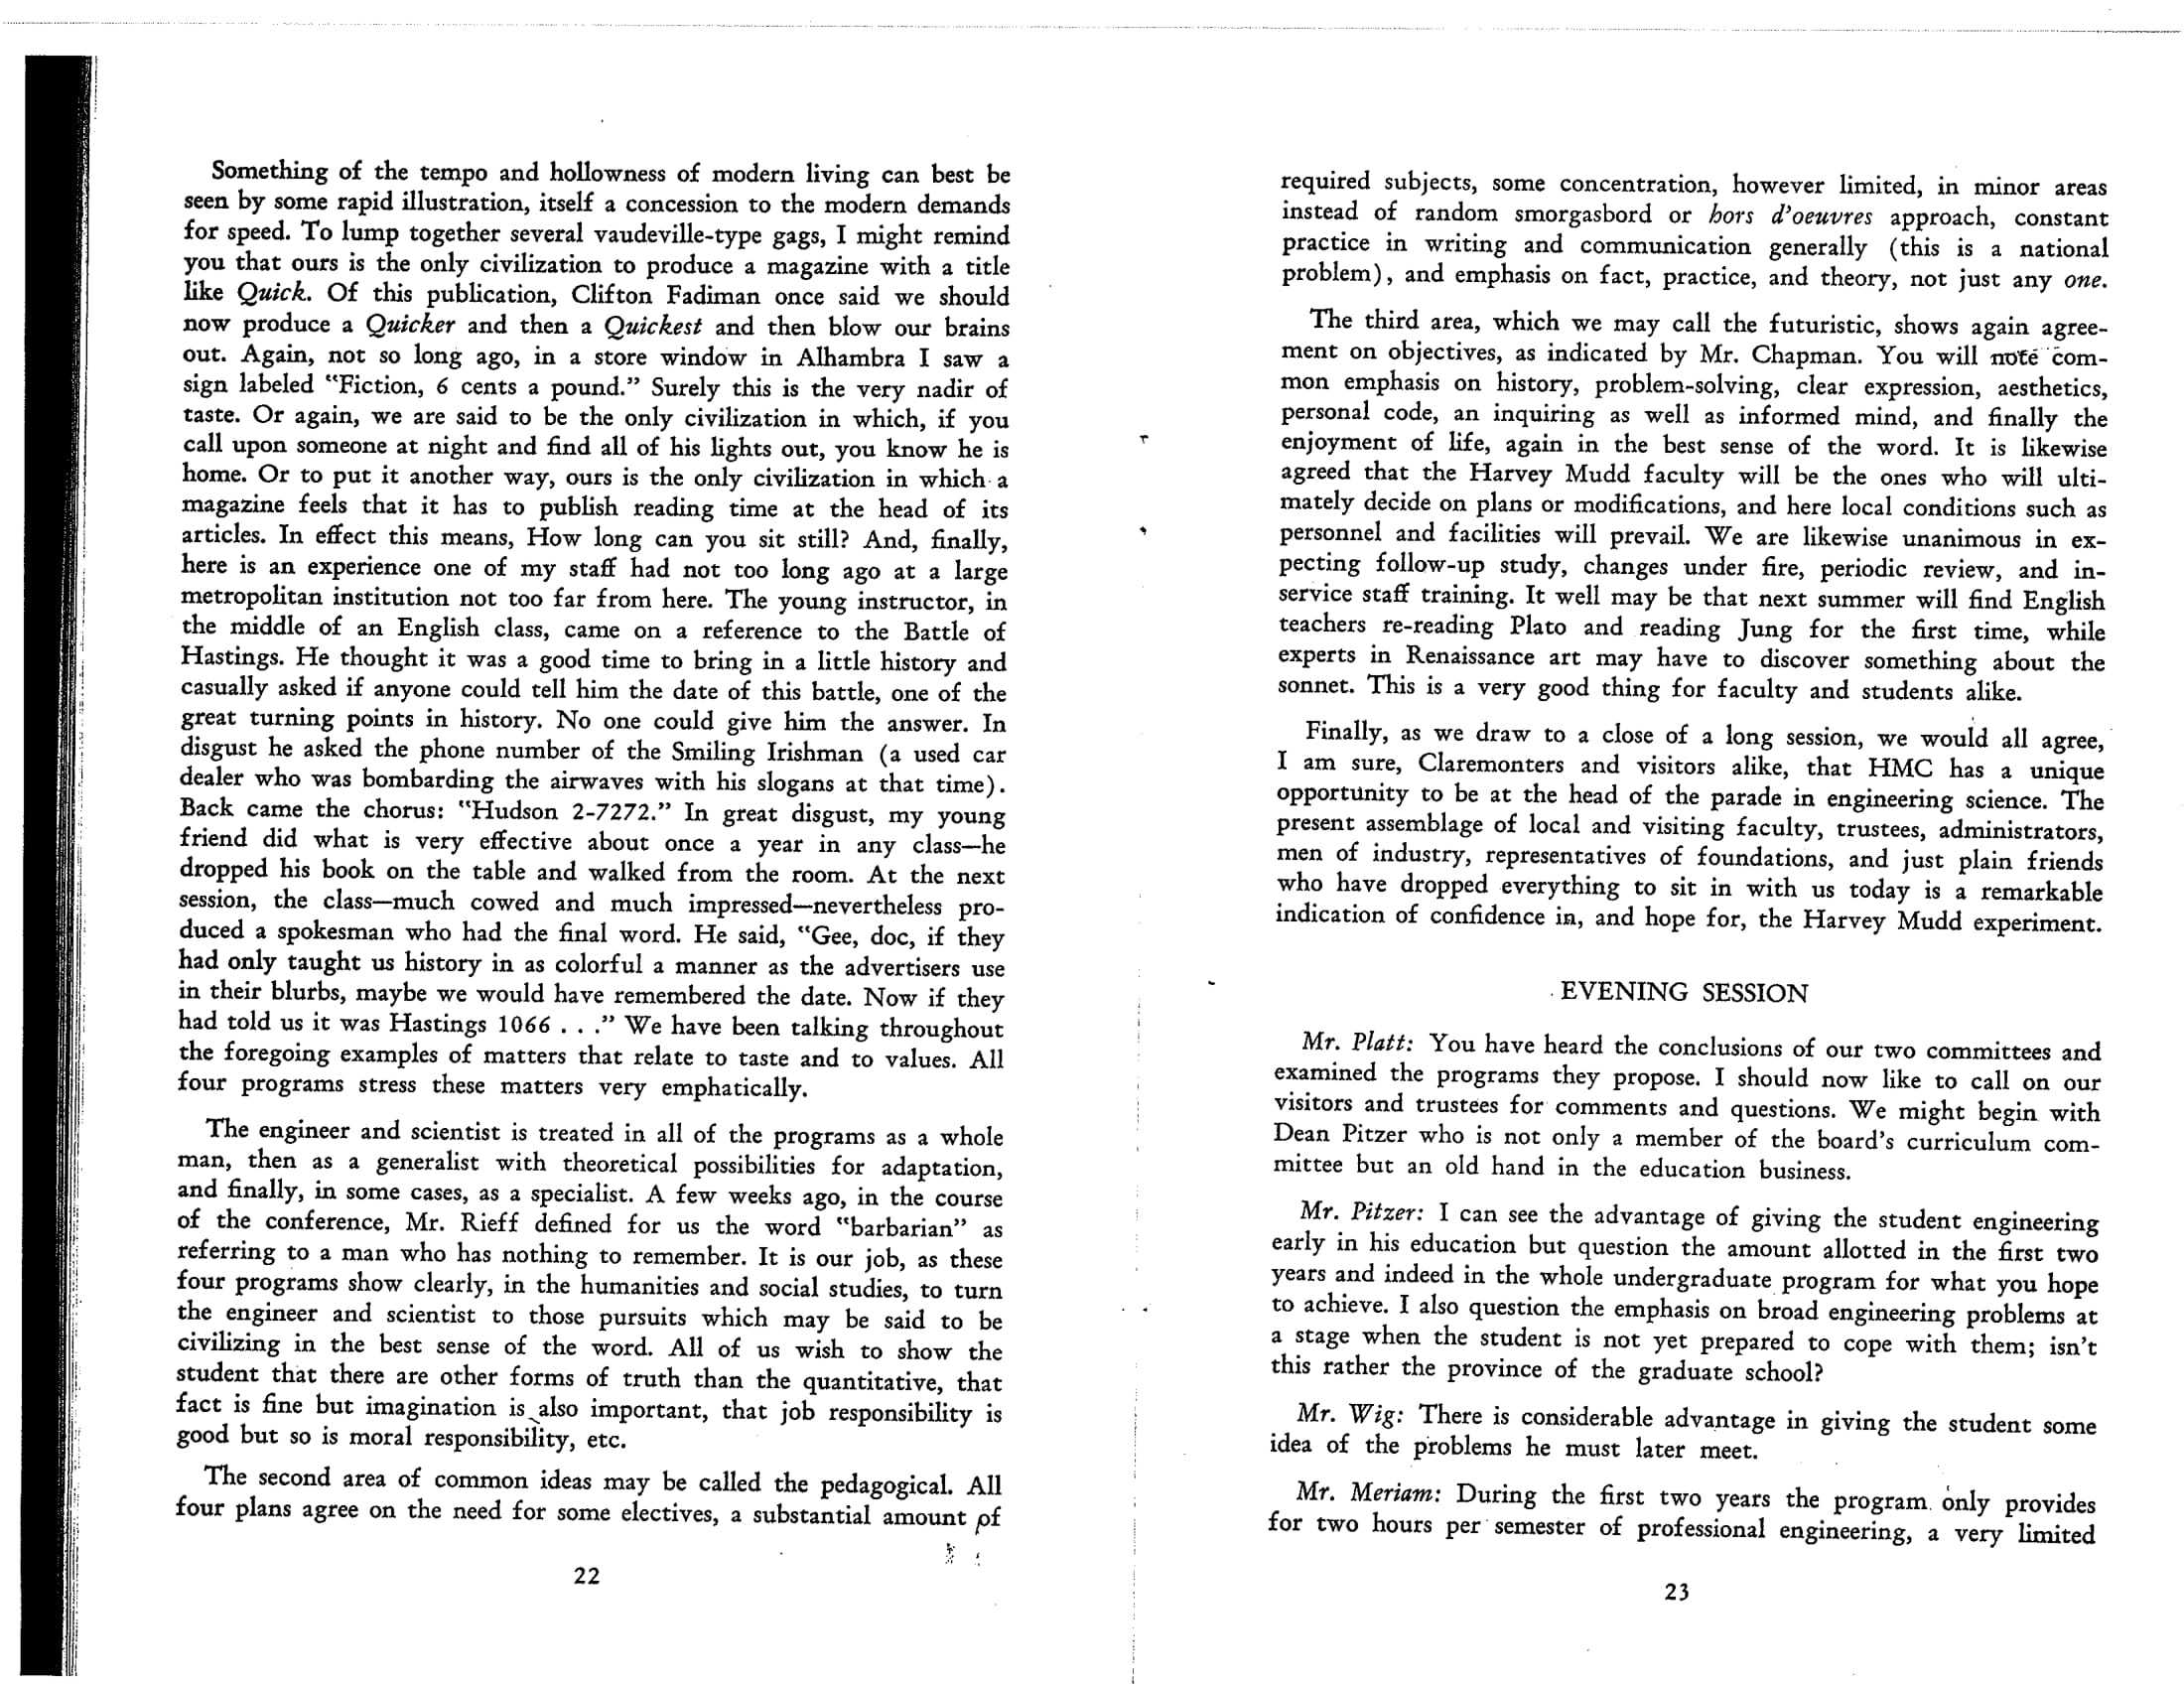 Something of the tempo and hollowness of modern living can best be
seen by some rapid illustration, itself a concession to the modern demands
for speed. To lump together several vaudeville-type gags, I might remind
you that ours is the only civilization to produce a magazine with a title
like Quick. Of this publication, Clifton Fadiman once said we should
now produce a Quicker and then a Quickest and then blow our brains
out. Again, not so long ago, in a store window in Alhambra I saw a
sign labeled “Fiction, 6 cents a pound.” Surely this is the very nadir of
taste. Or again, we are said to be the only civilization in which, if you
call upon someone at night and find all of his lights out, you know he is
home. Or to put it another way, ours is the only civilization in which a
magazine feels that it has to publish reading time at the head of its
articles. In effect this means, How long can you sit still? And, finally,
here is an experience one of my staff had not too long ago at a large
metropolitan institution not too far from here. The young instructor, in
the middle of an English class, came on a reference to the Battle of
Hastings. He thought it was a good time to bring in a little history and
casually asked if anyone could tell him the date of this battle, one of the
great turning points in history. No one could give him the answer. In
disgust he asked the phone number of the Smiling Irishman (a used car
dealer who was bombarding the airwaves with his slogans at that time).
Back came the chorus: “Hudson 2-7272.” In great disgust, my young
friend did what is very effective about once a year in any class—he
dropped his book on the table and walked from the room. At the next
session, the class—much cowed and much impressed—nevertheless pro-
duced a spokesman who had the final word. He said, “Gee, doc, if they
had only taught us history in as colorful a manner as the advertisers use
in their blurbs, maybe we would have remembered the date. Now if they
had told us it was Hastings 1066 . . .” We have been talking throughout
the foregoing examples of matters that relate to taste and to values. All
four programs stress these matters very emphatically.
The engineer and scientist is treated in all of the programs as a whole
man, then as a generalist with theoretical possibilities for adaptation,
and finally, in some cases, as a specialist. A few weeks ago, in the course
of the conference, Mr. Rieff defined for us the word “barbarian” as
referring to a man who has nothing to remember. It is our job, as these
four programs show clearly, in the humanities and social studies, to turn
the engineer and scientist to those pursuits which may be said to be
civilizing in the best sense of the word. All of us wish to show the
student that there are other forms of truth than the quantitative, that
fact is fine but imagination is also important, that job responsibility is
good but so is moral responsibility, etc.
The second area of common ideas may be called the pedagogical. All
four plans agree on the need for some electives, a substantial amount of
22
required subjects, some concentration, however limited, in minor areas
instead of random smorgasbord or hors d’oeuvres approach, constant
practice in writing and communication generally (this is a national
problem), and emphasis on fact, practice, and theory, not just any one.
The third area, which we may call the futuristic, shows again agree-
ment on objectives, as indicated by Mr. Chapman. You will note com-
mon emphasis on history, problem-solving, clear expression, aesthetics,
personal code, an inquiring as well as informed mind, and finally the
enjoyment of life, again in the best sense of the word. It is likewise
agreed that the Harvey Mudd faculty will be the ones who will ulti-
mately decide on plans or modifications, and here local conditions such as
personnel and facilities will prevail. We are likewise unanimous in ex-
pecting follow-up study, changes under fire, periodic review, and in-
service staff training. It well may be that next summer will find English
teachers re-reading Plato and reading Jung for the first time, while
experts in Renaissance art may have to discover something about the
sonnet. This is a very good thing for faculty and students alike.
Finally, as we draw to a close of a long session, we would all agree,
I am sure, Claremonters and visitors alike, that HMC has a unique
opportunity to be at the head of the parade in engineering science. The
present assemblage of local and visiting faculty, trustees, administrators,
men of industry, representatives of foundations, and just plain friends
who have dropped everything to sit in with us today is a remarkable
indication of confidence in, and hope for, the Harvey Mudd experiment.
EVENING SESSION
Mr. Platt: You have heard the conclusions of our two committees and
examined the programs they propose. I should now like to call on our
visitors and trustees for comments and questions. We might begin with
Dean Pitzer who is not only a member of the board’s curriculum com-
mittee but an old hand in the education business.
Mr. Pitzer: I can see the advantage of giving the student engineering
early in his education but question the amount allotted in the first two
years and indeed in the whole undergraduate program for what you hope
to achieve. I also question the emphasis on broad engineering problems at
a stage when the student is not yet prepared to cope with them; isn’t
this rather the province of the graduate school?
Mr. Wig: There is considerable advantage in giving the student some
idea of the problems he must later meet.
Mr. Meriam: During the first two years the program only provides
for two hours per semester of professional engineering, a very limited
23